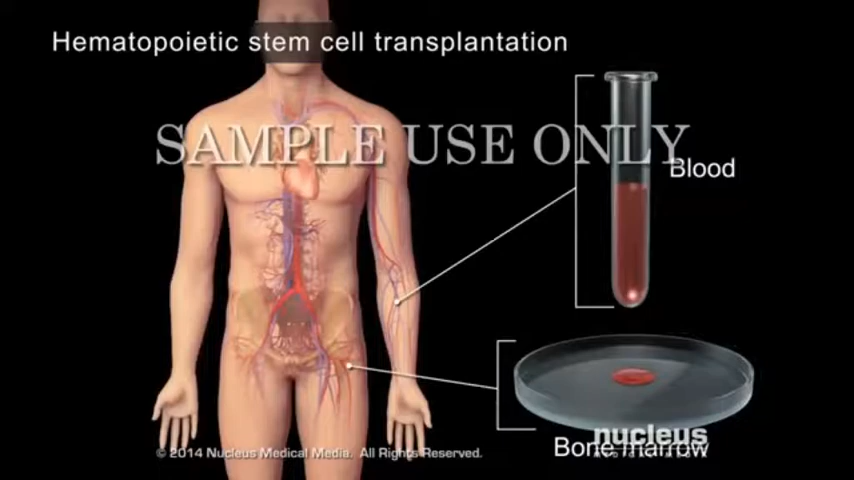 Hematopoietic stem cell transplantation
SAMPLE USE ONLY
Blood
nucleus
Bone marrow
© 2014 Nucleus Medical Media. All Rights Reserved.